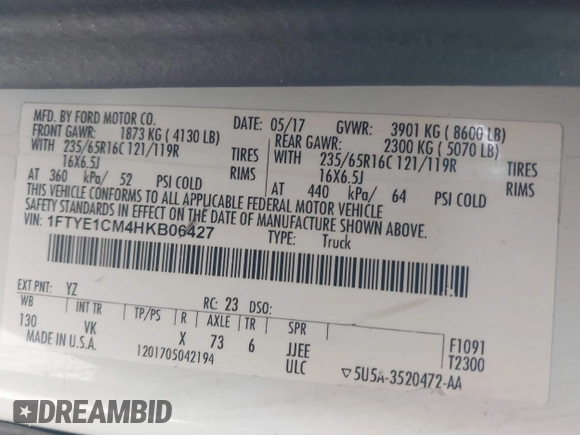 MFD. BY FORD MOTOR CO. DATE: 05/17 GVWR: 3901 KG ( 8600 LB)
FRONT GAWR: 1873 KG ( 4130 LB) REAR GAWR: 2300 KG ( 5070 LB)
WITH 235/65R16C 121/119R TIRES WITH 235/65R16C 121/119R TIRES
16X6.5J RIMS 16X6.5J RIMS
AT 360 kPa/ 52 PSI COLD AT 440 kPa/ 64 PSI COLD
THIS VEHICLE CONFORMS TO ALL APPLICABLE FEDERAL MOTOR VEHICLE
SAFETY STANDARDS IN EFFECT ON THE DATE OF MANUFACTURE SHOWN ABOVE.
VIN: 1FTYE1CM4HKB06427
TYPE: Truck
EXT PNT: YZ RC: 23 DSO:
WB INT TR TP/PS R AXLE TR SPR F1091
130 VK X 73 6 JJEE T2300
MADE IN U.S.A. 1201705042194 ULC ▽5U5A-3520472-AA
DREAMBID